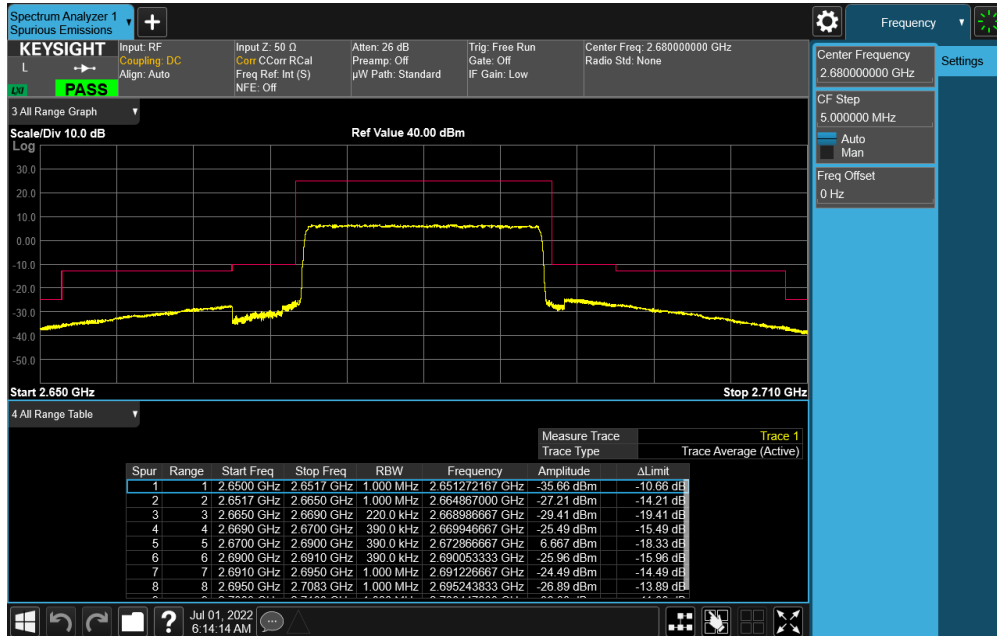 Spectrum Analyzer 1
Spurious Emissions
+
Frequency
KEYSIGHT
L
LXI
PASS
Input: RF
Coupling: DC
Align: Auto
Input Z: 50 Ω
Corr CCorr RCal
Freq Ref: Int (S)
NFE: Off
Atten: 26 dB
Preamp: Off
µW Path: Standard
Trig: Free Run
Gate: Off
IF Gain: Low
Center Freq: 2.680000000 GHz
Radio Std: None
Center Frequency
2.680000000 GHz
Settings
CF Step
5.000000 MHz
Auto
Man
Freq Offset
0 Hz
3 All Range Graph
Scale/Div 10.0 dB
Ref Value 40.00 dBm
Log
30.0
20.0
10.0
0.00
-10.0
-20.0
-30.0
-40.0
-50.0
Start 2.650 GHz
Stop 2.710 GHz
4 All Range Table
Measure Trace Trace 1
Trace Type Trace Average (Active)
Spur Range Start Freq Stop Freq RBW Frequency Amplitude ΔLimit
1 1 2.6500 GHz 2.6517 GHz 1.000 MHz 2.651272167 GHz -35.66 dBm -10.66 dB
2 2 2.6517 GHz 2.6650 GHz 1.000 MHz 2.664867000 GHz -27.21 dBm -14.21 dB
3 3 2.6650 GHz 2.6690 GHz 220.0 kHz 2.668986667 GHz -29.41 dBm -19.41 dB
4 4 2.6690 GHz 2.6700 GHz 390.0 kHz 2.669946667 GHz -25.49 dBm -15.49 dB
5 5 2.6700 GHz 2.6900 GHz 390.0 kHz 2.672866667 GHz 6.667 dBm -18.33 dB
6 6 2.6900 GHz 2.6910 GHz 390.0 kHz 2.690053333 GHz -25.96 dBm -15.96 dB
7 7 2.6910 GHz 2.6950 GHz 1.000 MHz 2.691226667 GHz -24.49 dBm -14.49 dB
8 8 2.6950 GHz 2.7083 GHz 1.000 MHz 2.695243833 GHz -26.89 dBm -13.89 dB
?
Jul 01, 2022
6:14:14 AM